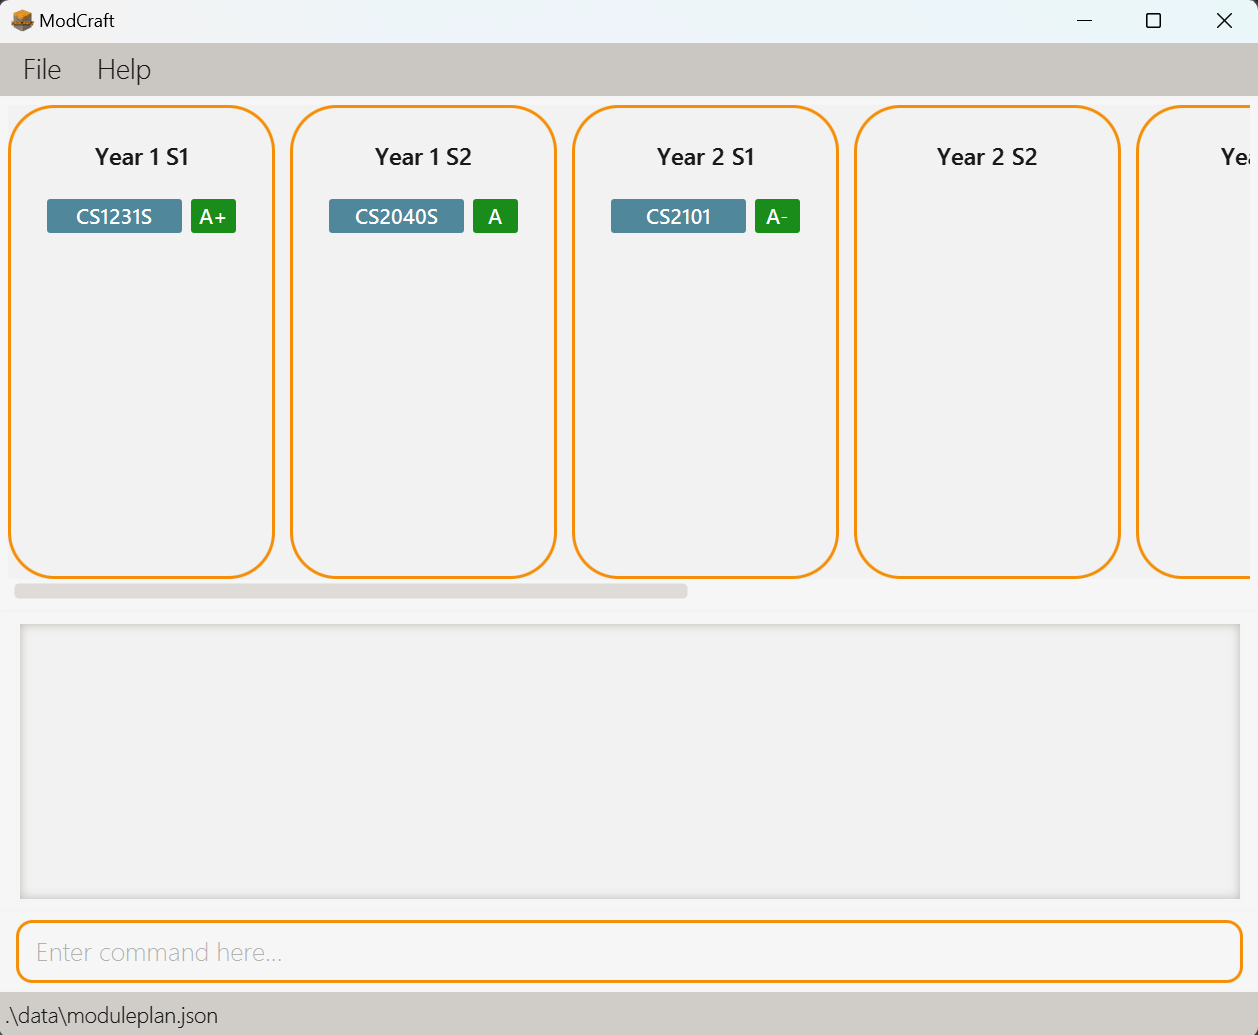 ModCraft
File Help
Year 1 S1
CS1231S A+
Year 1 S2
CS2040S A
Year 2 S1
CS2101 A-
Year 2 S2
Enter command here...
.\data\moduleplan.json